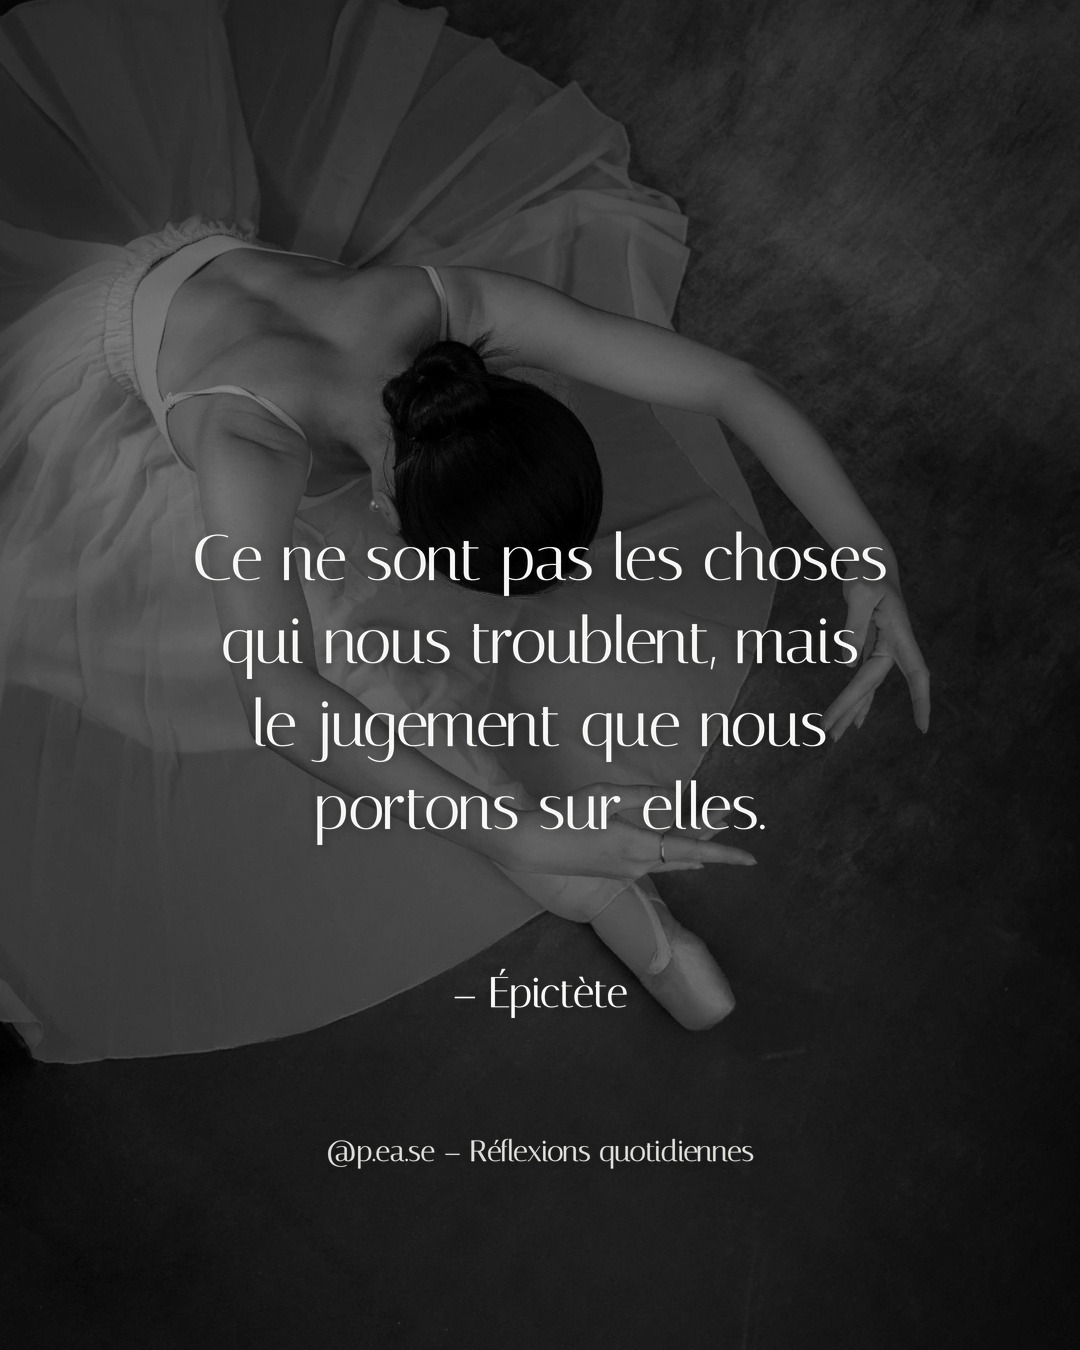 Ce ne sont pas les choses
qui nous troublent, mais
le jugement que nous
portons sur elles.
– Épictète
@p.ea.se – Réflexions quotidiennes